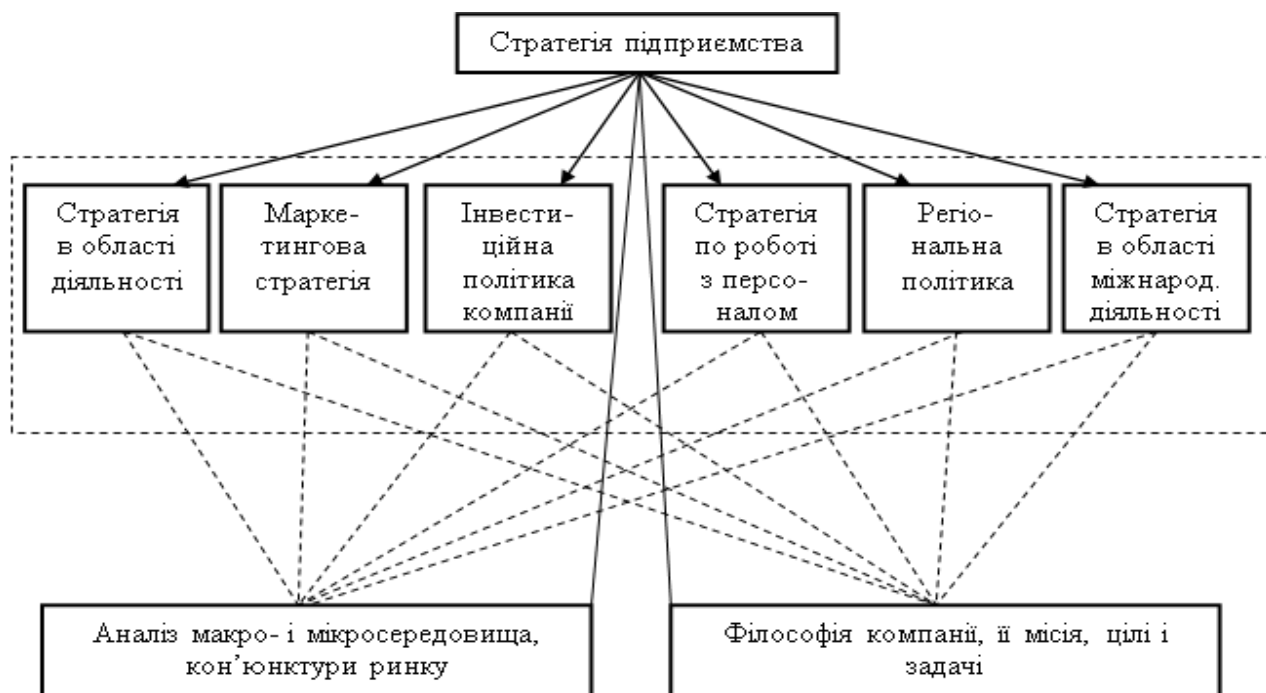 Стратегія підприємства
Стратегія
в області
діяльності
Марке-
тингова
стратегія
Інвести-
ційна
політика
компанії
Стратегія
по роботі
з персо-
налом
Регіо-
нальна
політика
Стратегія
в області
міжнарод.
діяльності
Аналіз макро- і мікросередовища,
кон’юнктури ринку
Філософія компанії, її місія, цілі і
задачі